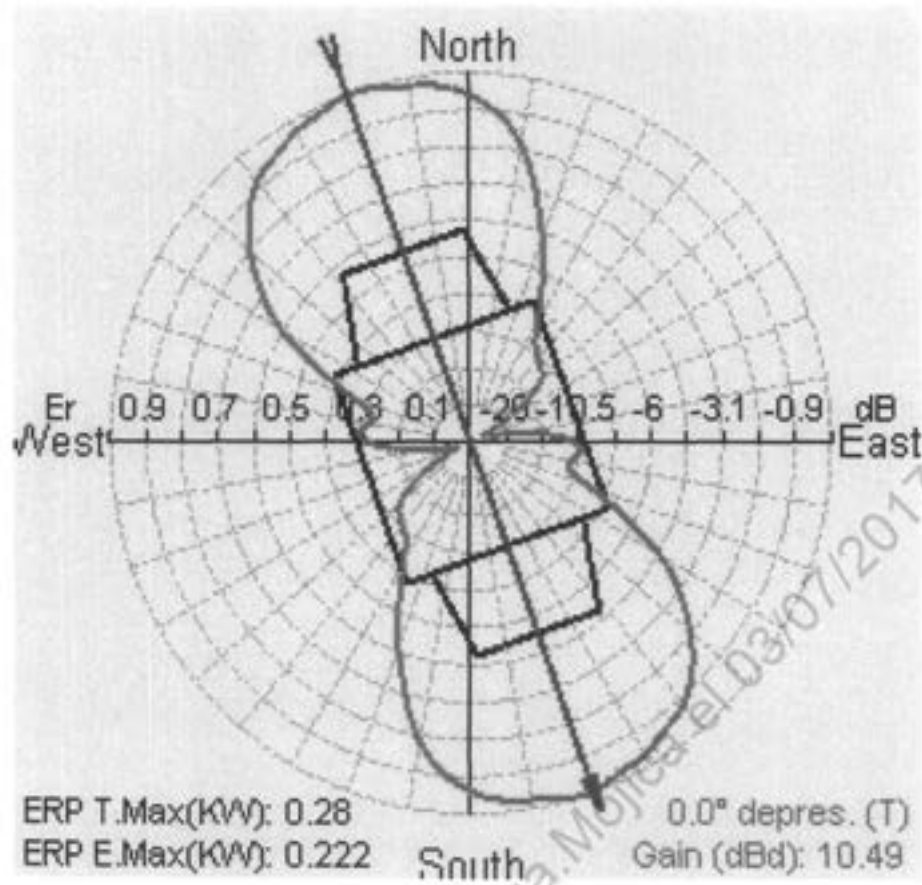 North
Er 0.9 0.7 0.5 0.3 0.1 -20 -10.5 -6 -3.1 -0.9 dB
West East
ERP T.Max(KW): 0.28
ERP E.Max(KW): 0.222
South
0.0° depres. (T)
Gain (dBd): 10.49
Mojica el 03/07/2017